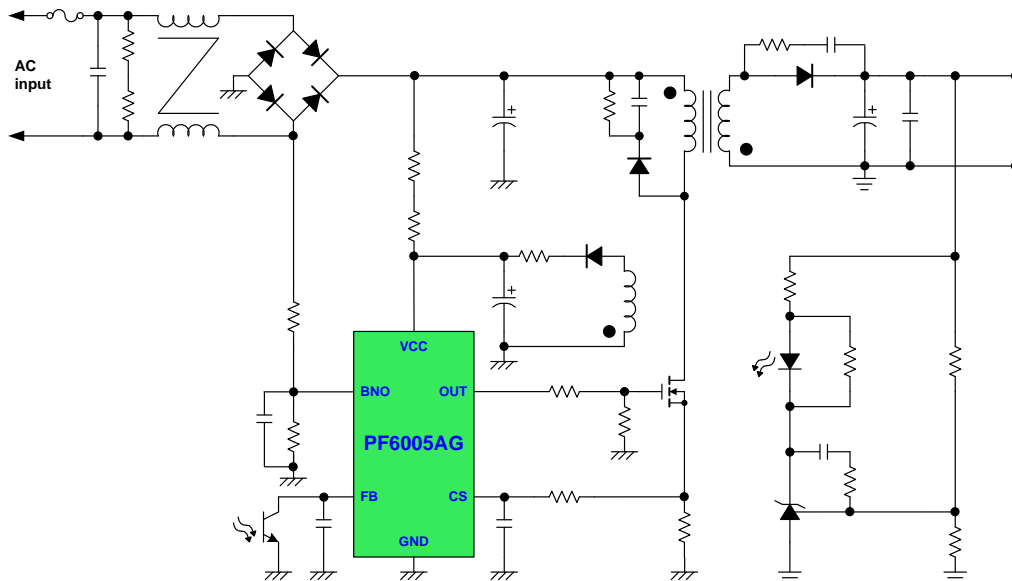 AC
input
+
+
+
VCC
BNO
OUT
PF6005AG
FB
CS
GND